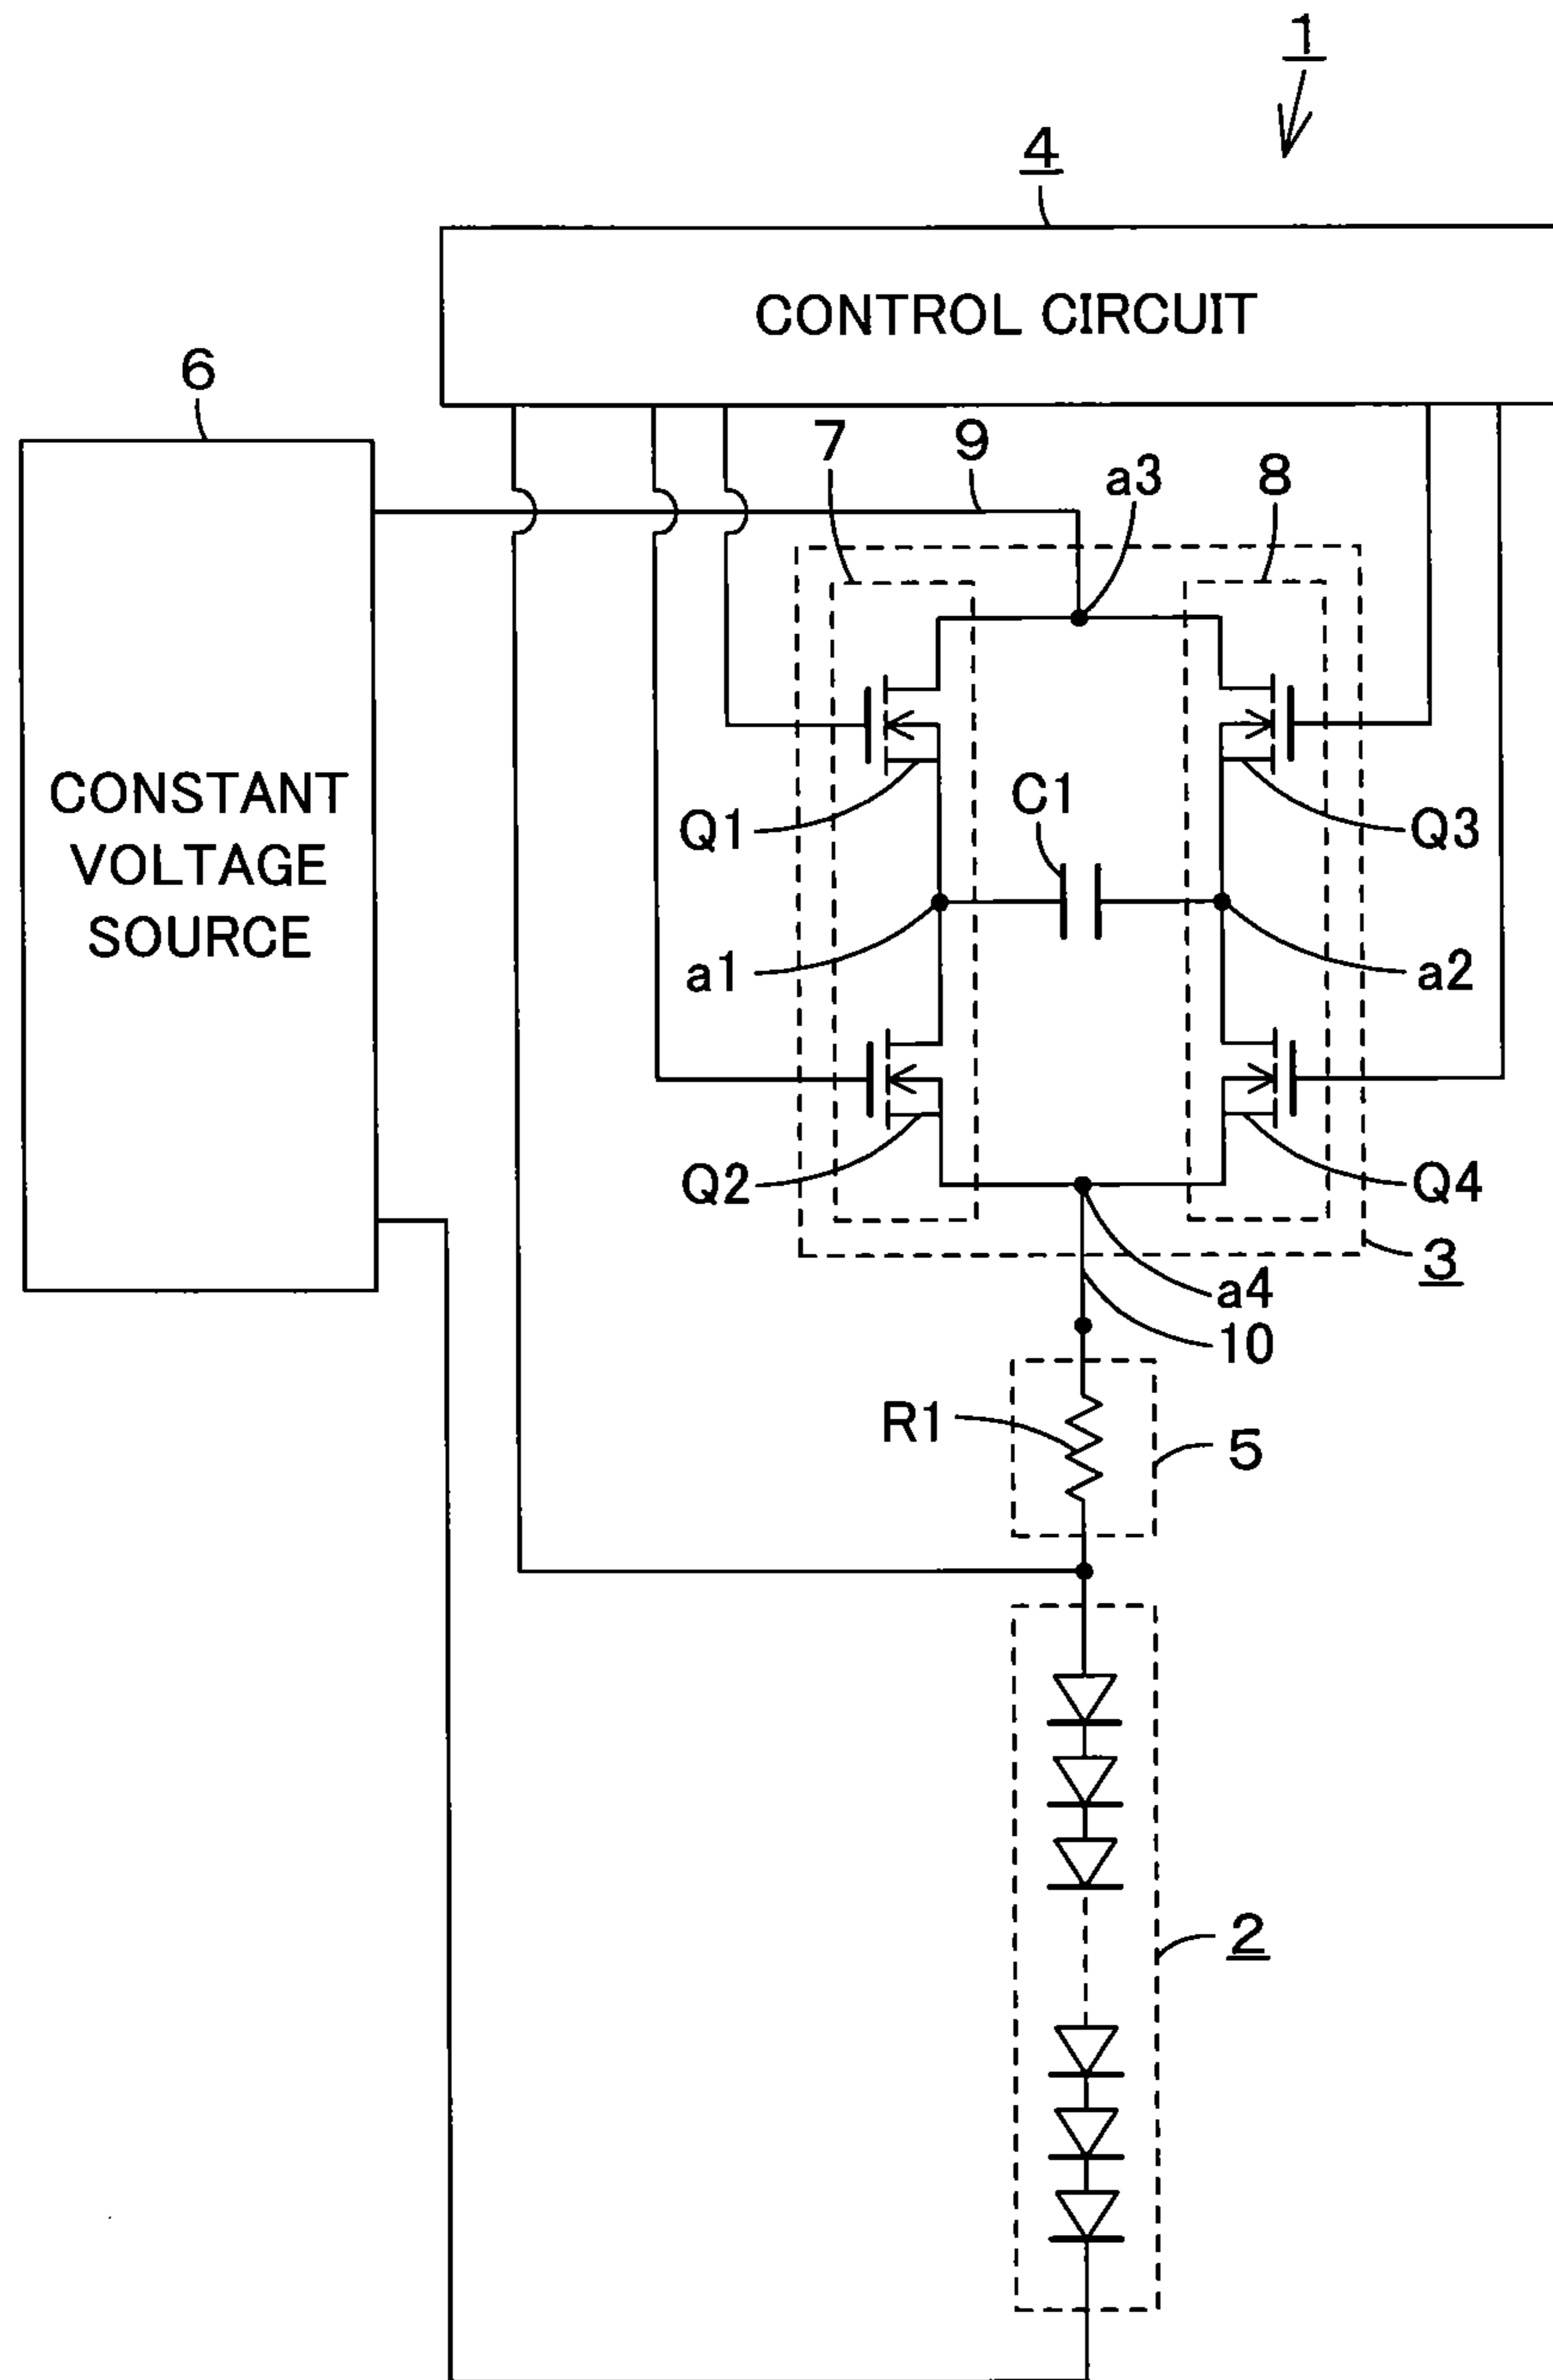 1
4
CONTROL CIRCUIT
6
7
9
a3
8
CONSTANT
VOLTAGE
SOURCE
Q1
C1
Q3
a1
a2
Q2
Q4
3
a4
10
R1
5
2